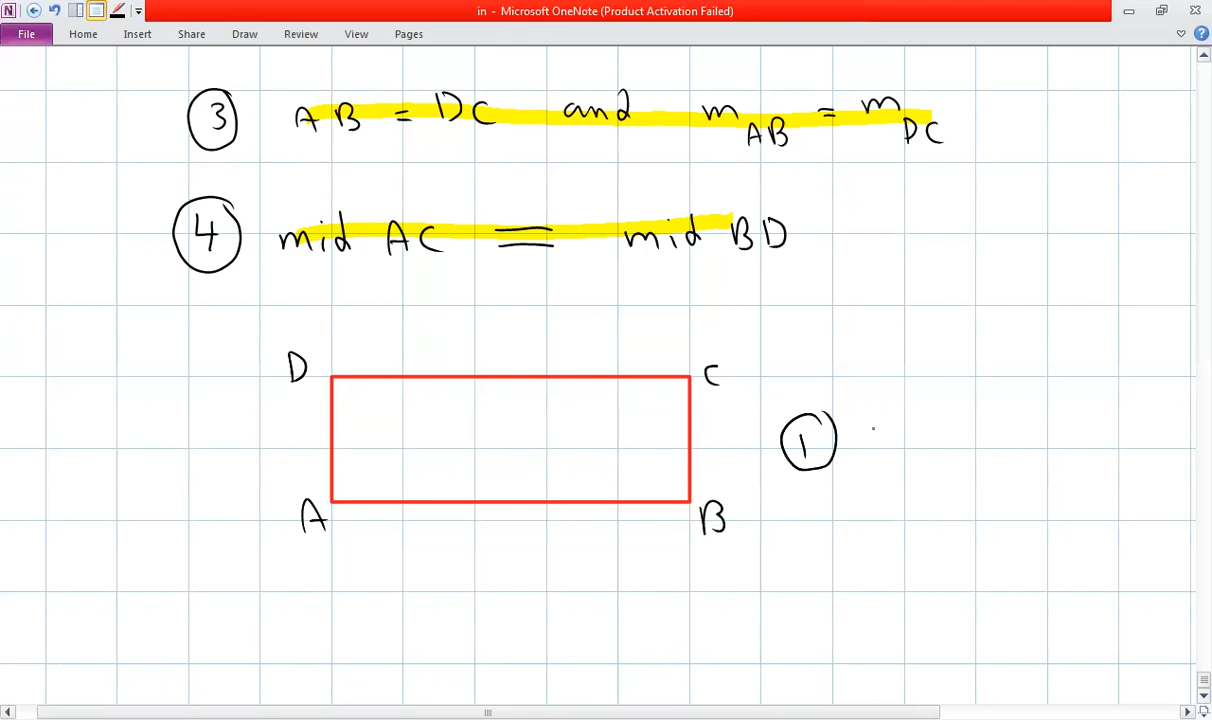 in - Microsoft OneNote (Product Activation Failed)
File Home Insert Share Draw Review View Pages
3 AB = DC and m AB = m DC
4 mid AC = mid BD
D C
1
A B